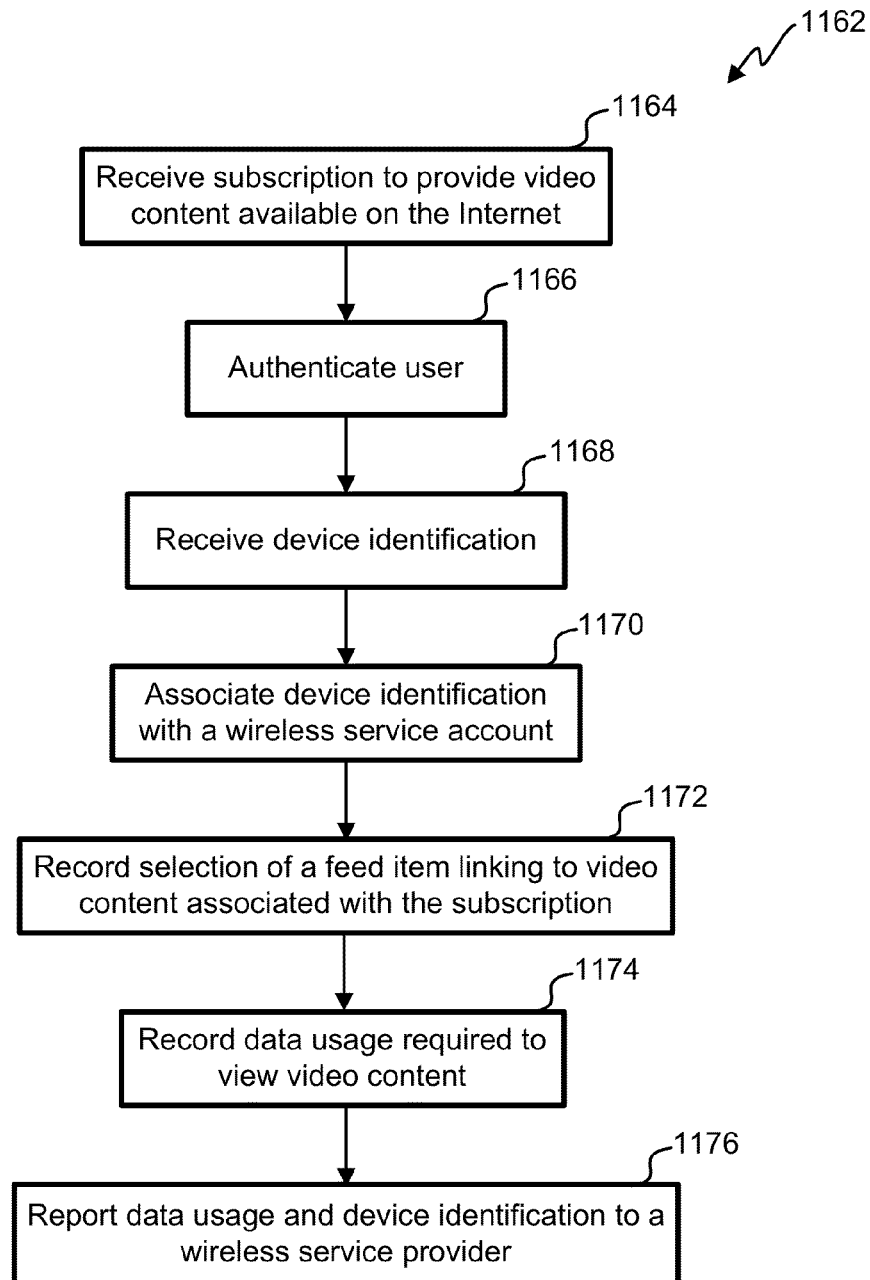 1162
1164
Receive subscription to provide video
content available on the Internet
1166
Authenticate user
1168
Receive device identification
1170
Associate device identification
with a wireless service account
1172
Record selection of a feed item linking to video
content associated with the subscription
1174
Record data usage required to
view video content
1176
Report data usage and device identification to a
wireless service provider